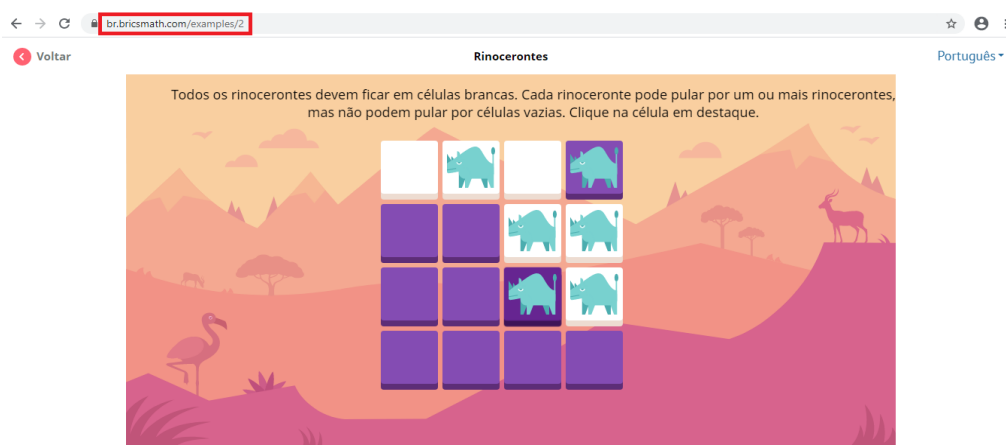 br.bricsmath.com/examples/2
Voltar
Rinocerontes
Português
Todos os rinocerontes devem ficar em células brancas. Cada rinoceronte pode pular por um ou mais rinocerontes,
mas não podem pular por células vazias. Clique na célula em destaque.